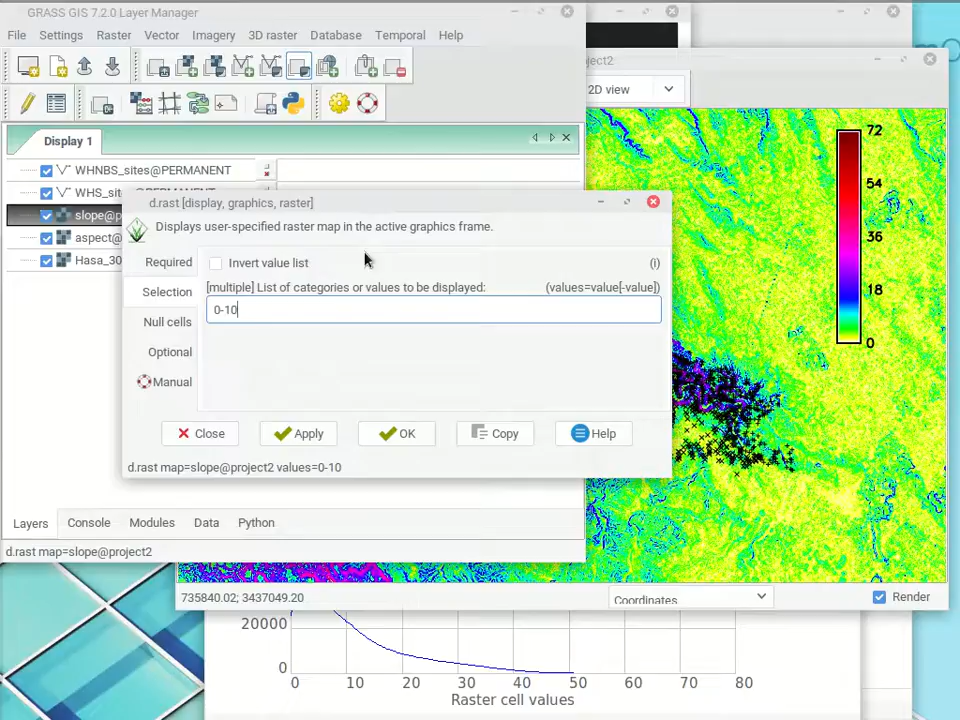 GRASS GIS 7.2.0 Layer Manager
File Settings Raster Vector Imagery 3D raster Database Temporal Help
ject2
2D view
Display 1
WHNBS_sites@PERMANENT
WHS_sit @PERMANENT
slope@p
aspect@
Hasa_30
d.rast [display, graphics, raster]
Displays user-specified raster map in the active graphics frame.
Required
Selection
Null cells
Optional
Manual
Invert value list
(i)
[multiple] List of categories or values to be displayed:
(values=value[-value])
0-10
Close Apply OK Copy Help
d.rast map=slope@project2 values=0-10
72
54
36
18
0
Layers Console Modules Data Python
d.rast map=slope@project2
735840.02; 3437049.20
Coordinates
Render
20000
0
0 10 20 30 40 50 60 70 80
Raster cell values